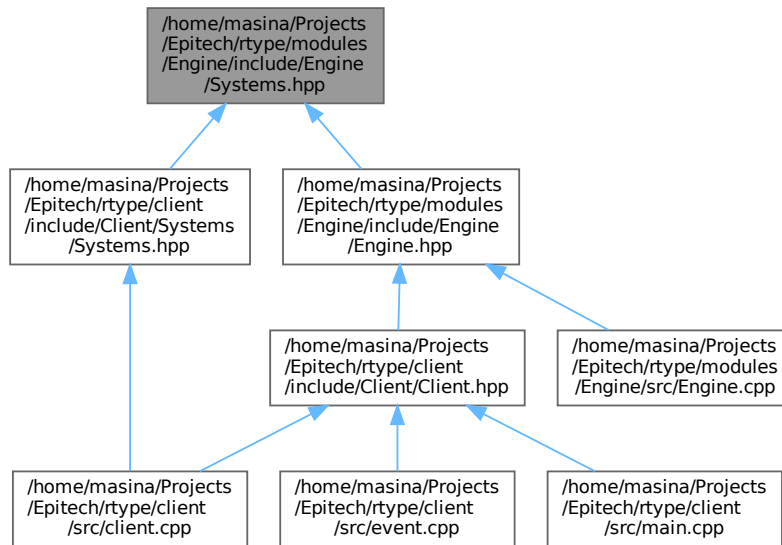 /home/masina/Projects
/Epitech/rtype/modules
/Engine/include/Engine
/Systems.hpp
/home/masina/Projects
/Epitech/rtype/client
/include/Client/Systems
/Systems.hpp
/home/masina/Projects
/Epitech/rtype/modules
/Engine/include/Engine
/Engine.hpp
/home/masina/Projects
/Epitech/rtype/client
/include/Client/Client.hpp
/home/masina/Projects
/Epitech/rtype/modules
/Engine/src/Engine.cpp
/home/masina/Projects
/Epitech/rtype/client
/src/client.cpp
/home/masina/Projects
/Epitech/rtype/client
/src/event.cpp
/home/masina/Projects
/Epitech/rtype/client
/src/main.cpp